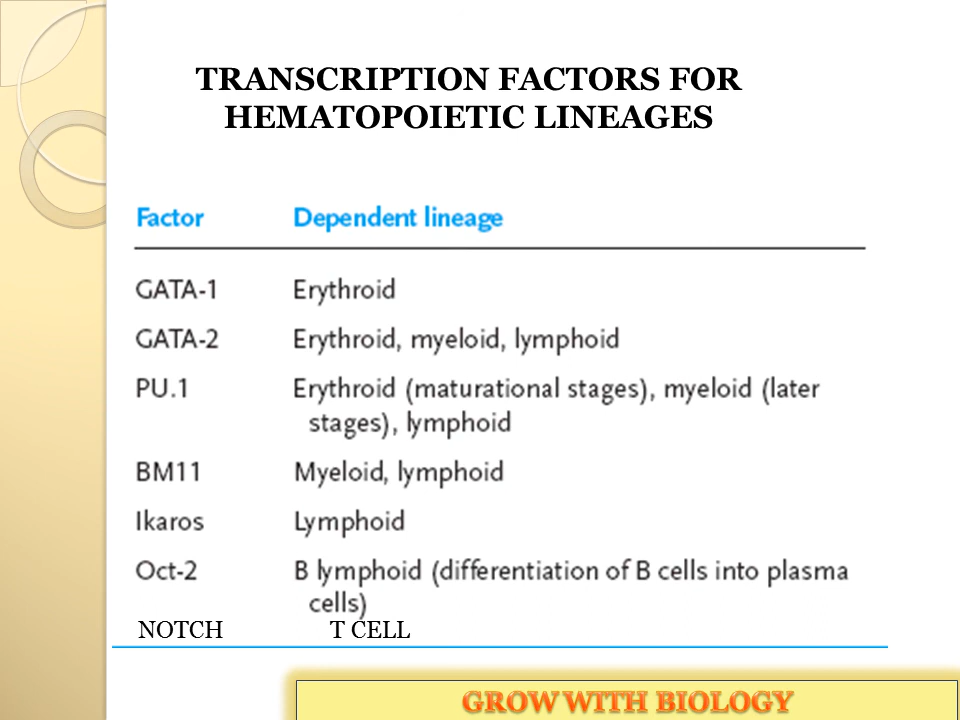 TRANSCRIPTION FACTORS FOR
HEMATOPOIETIC LINEAGES
Factor Dependent lineage
GATA-1 Erythroid
GATA-2 Erythroid, myeloid, lymphoid
PU.1 Erythroid (maturational stages), myeloid (later
stages), lymphoid
BM11 Myeloid, lymphoid
Ikaros Lymphoid
Oct-2 B lymphoid (differentiation of B cells into plasma
cells)
NOTCH T CELL
GROW WITH BIOLOGY